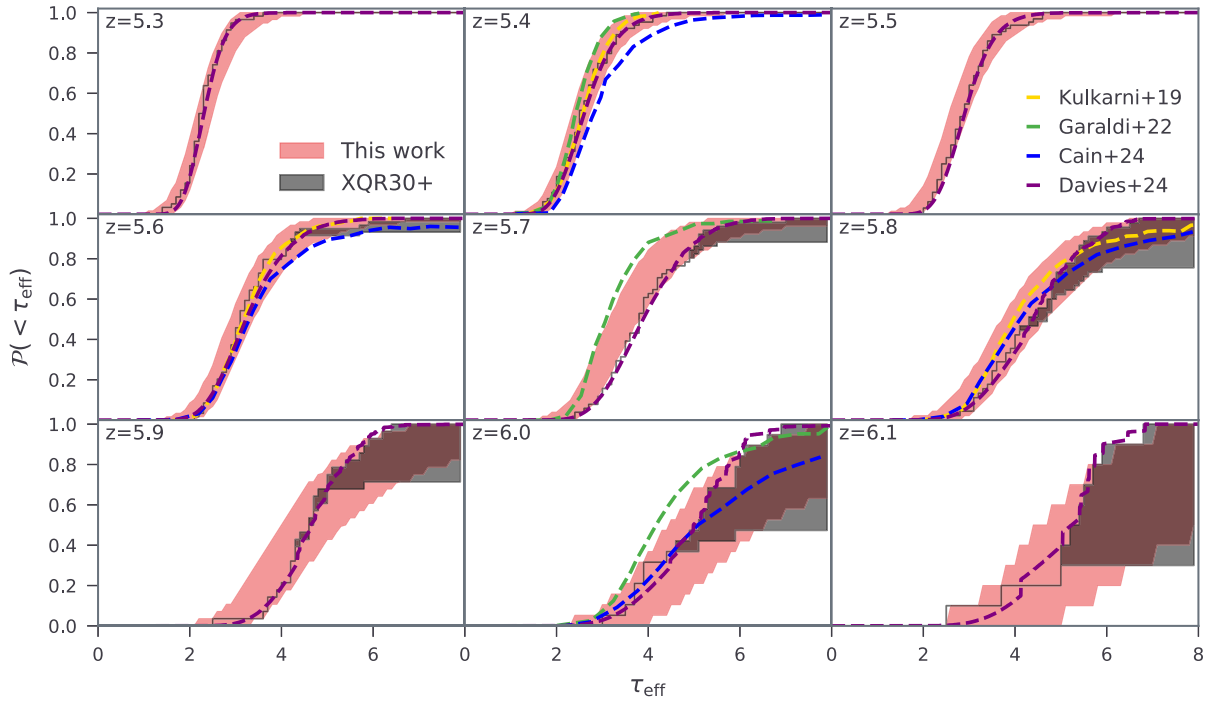 z=5.3
z=5.4
z=5.5
1.0
0.8
0.6
0.4
0.2
This work
XQR30+
Kulkarni+19
Garaldi+22
Cain+24
Davies+24
z=5.6
z=5.7
z=5.8
1.0
0.8
0.6
0.4
0.2
𝒫( < τeff)
z=5.9
z=6.0
z=6.1
1.0
0.8
0.6
0.4
0.2
0.0
0 2 4 6 0 2 4 6 0 2 4 6 8
τeff